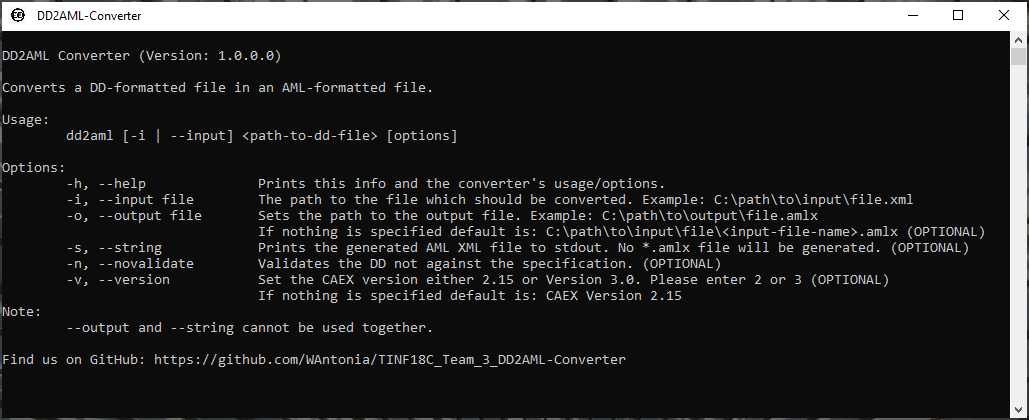 DD2AML-Converter
DD2AML Converter (Version: 1.0.0.0)
Converts a DD-formatted file in an AML-formatted file.
Usage:
dd2aml [-i | --input] <path-to-dd-file> [options]
Options:
-h, --help Prints this info and the converter's usage/options.
-i, --input file The path to the file which should be converted. Example: C:\path\to\input\file.xml
-o, --output file Sets the path to the output file. Example: C:\path\to\output\file.amlx
If nothing is specified default is: C:\path\to\input\file\<input-file-name>.amlx (OPTIONAL)
-s, --string Prints the generated AML XML file to stdout. No *.amlx file will be generated. (OPTIONAL)
-n, --novalidate Validates the DD not against the specification. (OPTIONAL)
-v, --version Set the CAEX version either 2.15 or Version 3.0. Please enter 2 or 3 (OPTIONAL)
If nothing is specified default is: CAEX Version 2.15
Note:
--output and --string cannot be used together.
Find us on GitHub: https://github.com/WAntonia/TINF18C_Team_3_DD2AML-Converter